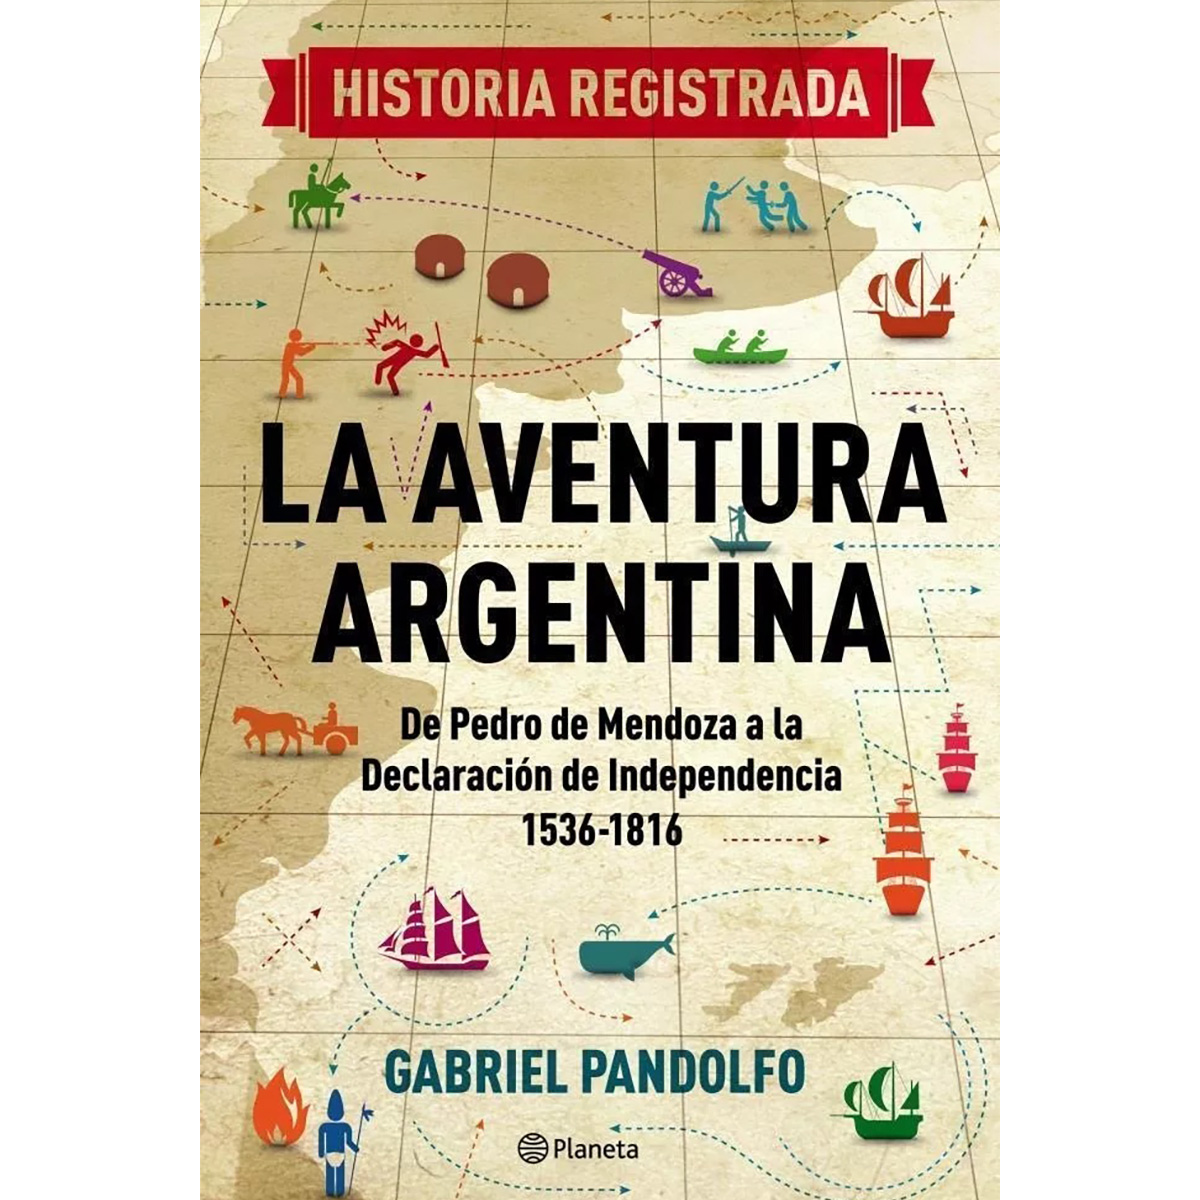 HISTORIA REGISTRADA
LA AVENTURA
ARGENTINA
De Pedro de Mendoza a la
Declaración de Independencia
1536-1816
GABRIEL PANDOLFO
Planeta